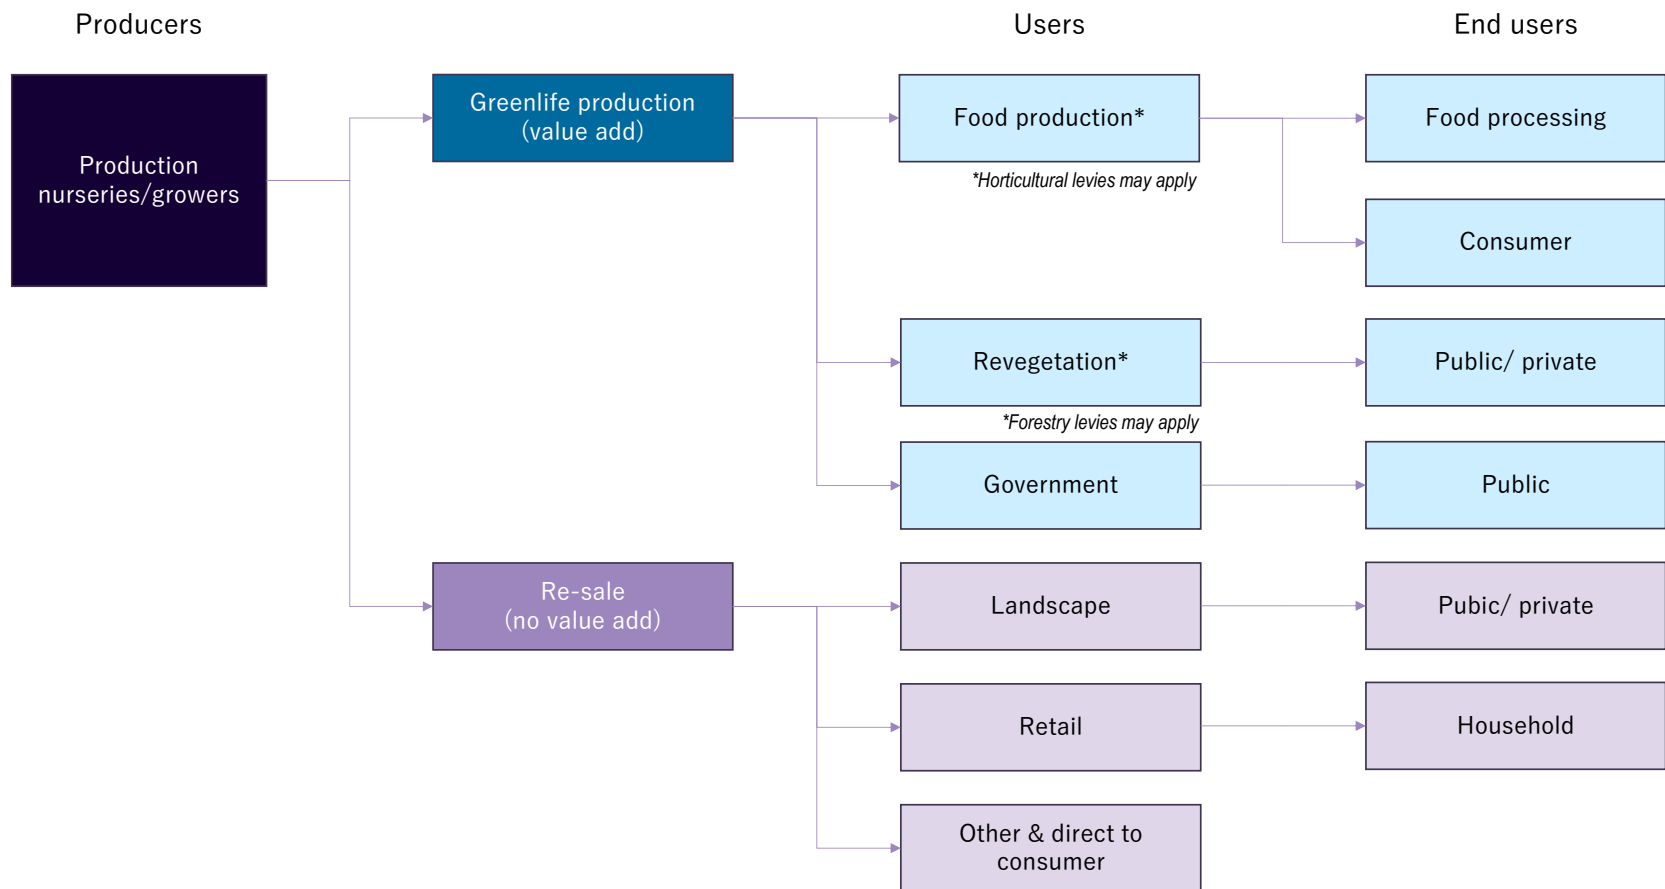 Producers
Users
End users
Production
nurseries/growers
Greenlife production
(value add)
Food production*
*Horticultural levies may apply
Food processing
Consumer
Revegetation*
*Forestry levies may apply
Public/ private
Government
Public
Re-sale
(no value add)
Landscape
Pubic/ private
Retail
Household
Other & direct to
consumer